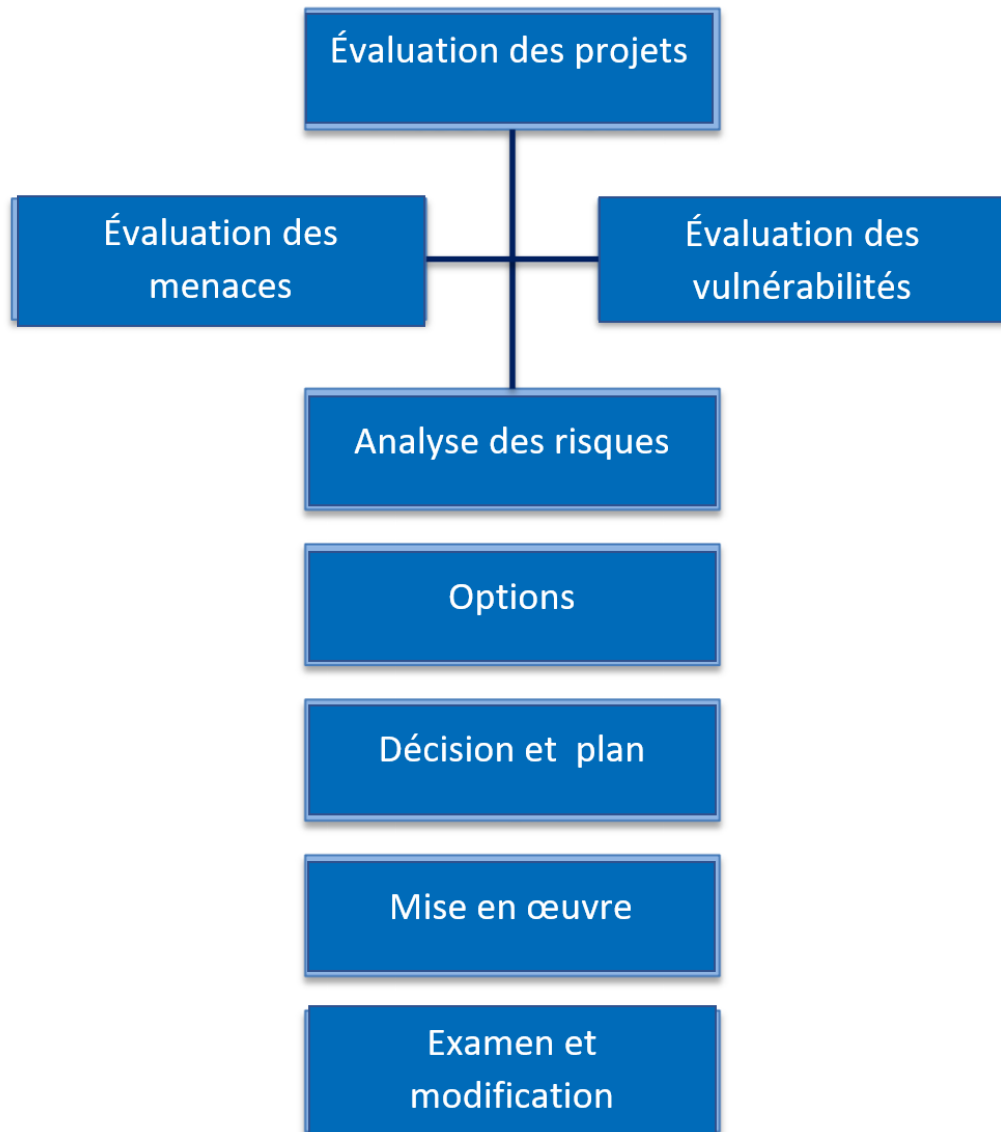 Évaluation des projets
Évaluation des
menaces
Évaluation des
vulnérabilités
Analyse des risques
Options
Décision et  plan
Mise en œuvre
Examen et
modification